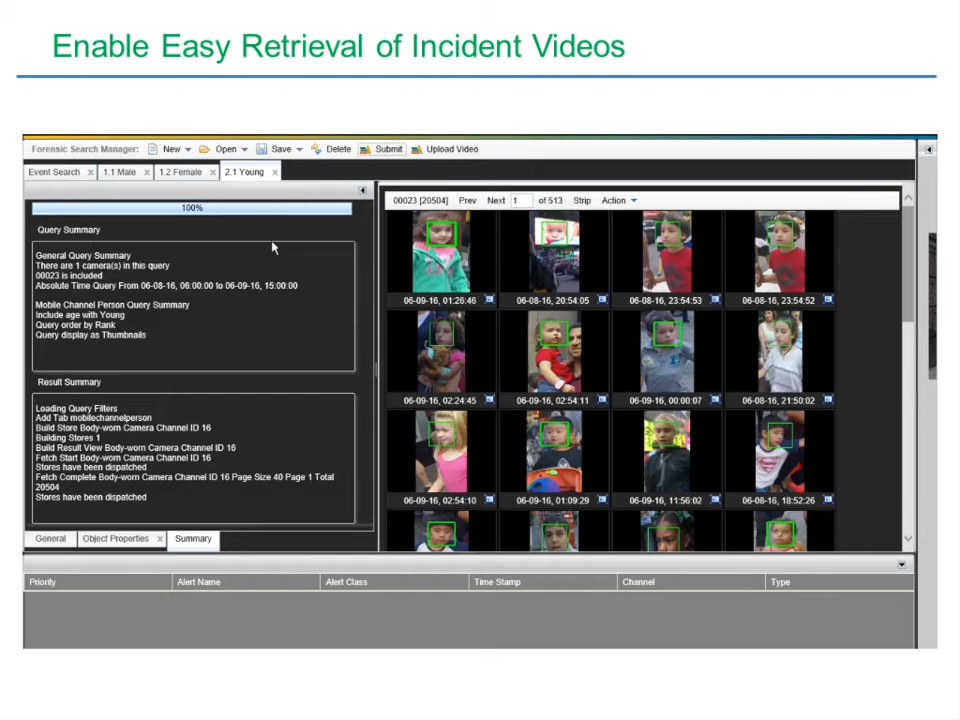 Enable Easy Retrieval of Incident Videos
Forensic Search Manager: New Open Save Delete Submit Upload Video
Event Search 1.1 Male 1.2 Female 2.1 Young
100%
Query Summary
General Query Summary
There are 1 camera(s) in this query
00023 is included
Absolute Time Query From 06-08-16, 06:00:00 to 06-09-16, 15:00:00
Mobile Channel Person Query Summary
Include age with Young
Query order by Rank
Query display as Thumbnails
Result Summary
Loading Query Filters
Add Tab mobilechannelperson
Build Store Body-worn Camera Channel ID 16
Building Stores 1
Build Result View Body-worn Camera Channel ID 16
Fetch Start Body-worn Camera Channel ID 16
Stores have been dispatched
Fetch Complete Body-worn Camera Channel ID 16 Page Size 40 Page 1 Total
20504
Stores have been dispatched
General Object Properties Summary
00023 [20504] Prev Next 1 of 513 Strip Action
06-09-16, 01:26:46 06-08-16, 20:54:05 06-08-16, 23:54:53 06-08-16, 23:54:52
06-09-16, 02:24:45 06-09-16, 02:54:11 06-09-16, 00:00:07 06-08-16, 21:50:02
06-09-16, 02:54:10 06-09-16, 01:09:29 06-09-16, 11:56:02 06-08-16, 18:52:26
Priority Alert Name Alert Class Time Stamp Channel Type